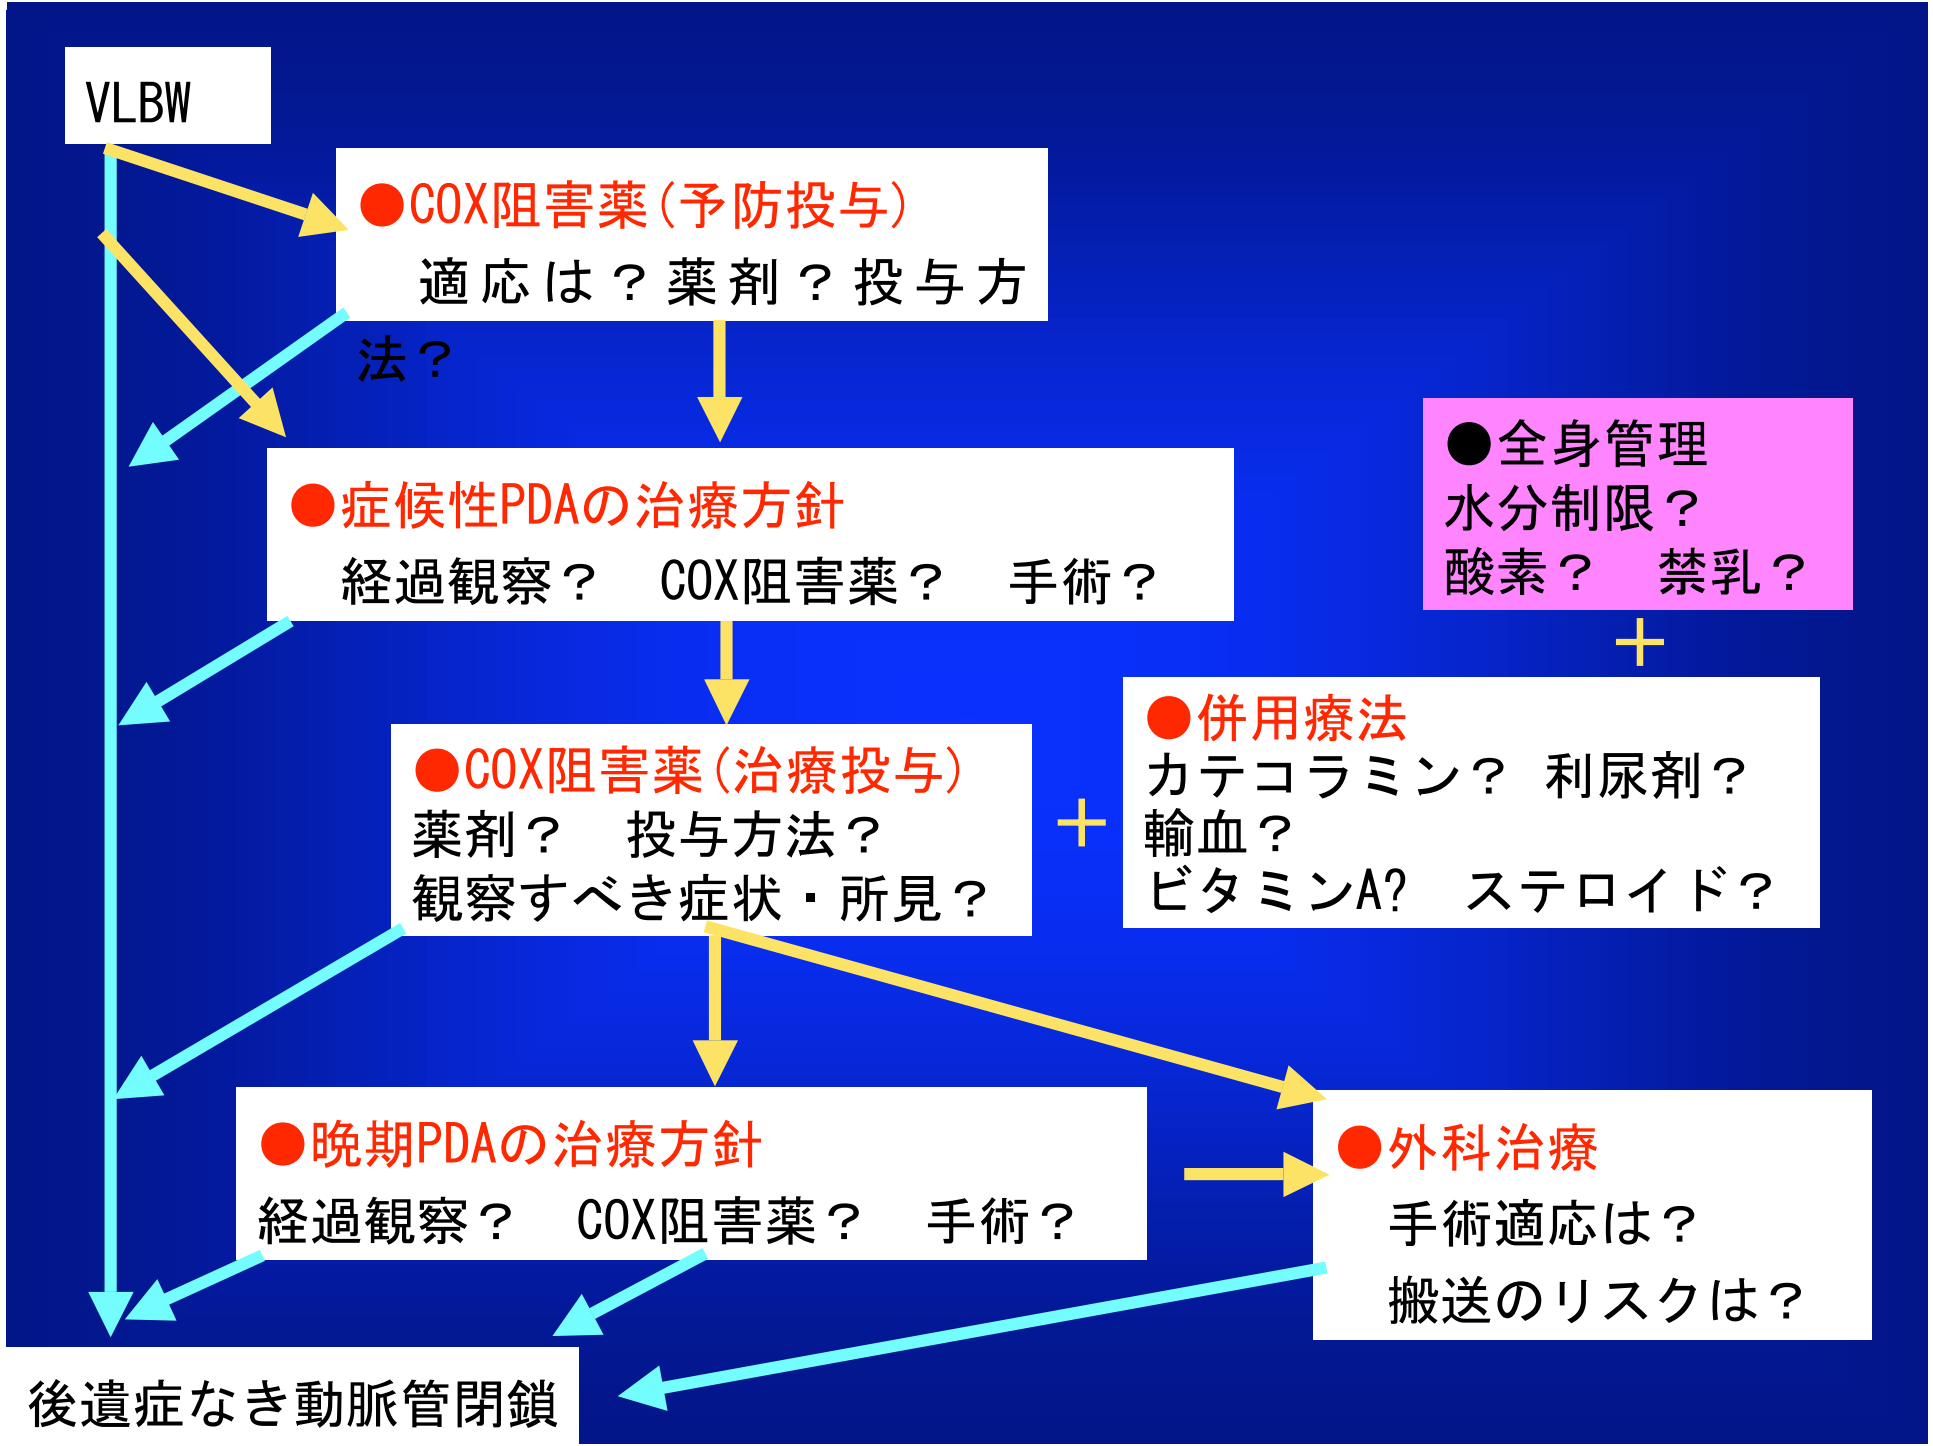 VLBW
●COX阻害薬(予防投与)
適応は？薬剤？投与方
法？
●症候性PDAの治療方針
経過観察？　COX阻害薬？　手術？
●全身管理
水分制限？
酸素？　禁乳？
+
●COX阻害薬(治療投与)
薬剤？　投与方法？
観察すべき症状・所見？
+
●併用療法
カテコラミン？ 利尿剤？
輸血？
ビタミンA?　ステロイド？
●晩期PDAの治療方針
経過観察？　COX阻害薬？　手術？
●外科治療
手術適応は？
搬送のリスクは？
後遺症なき動脈管閉鎖